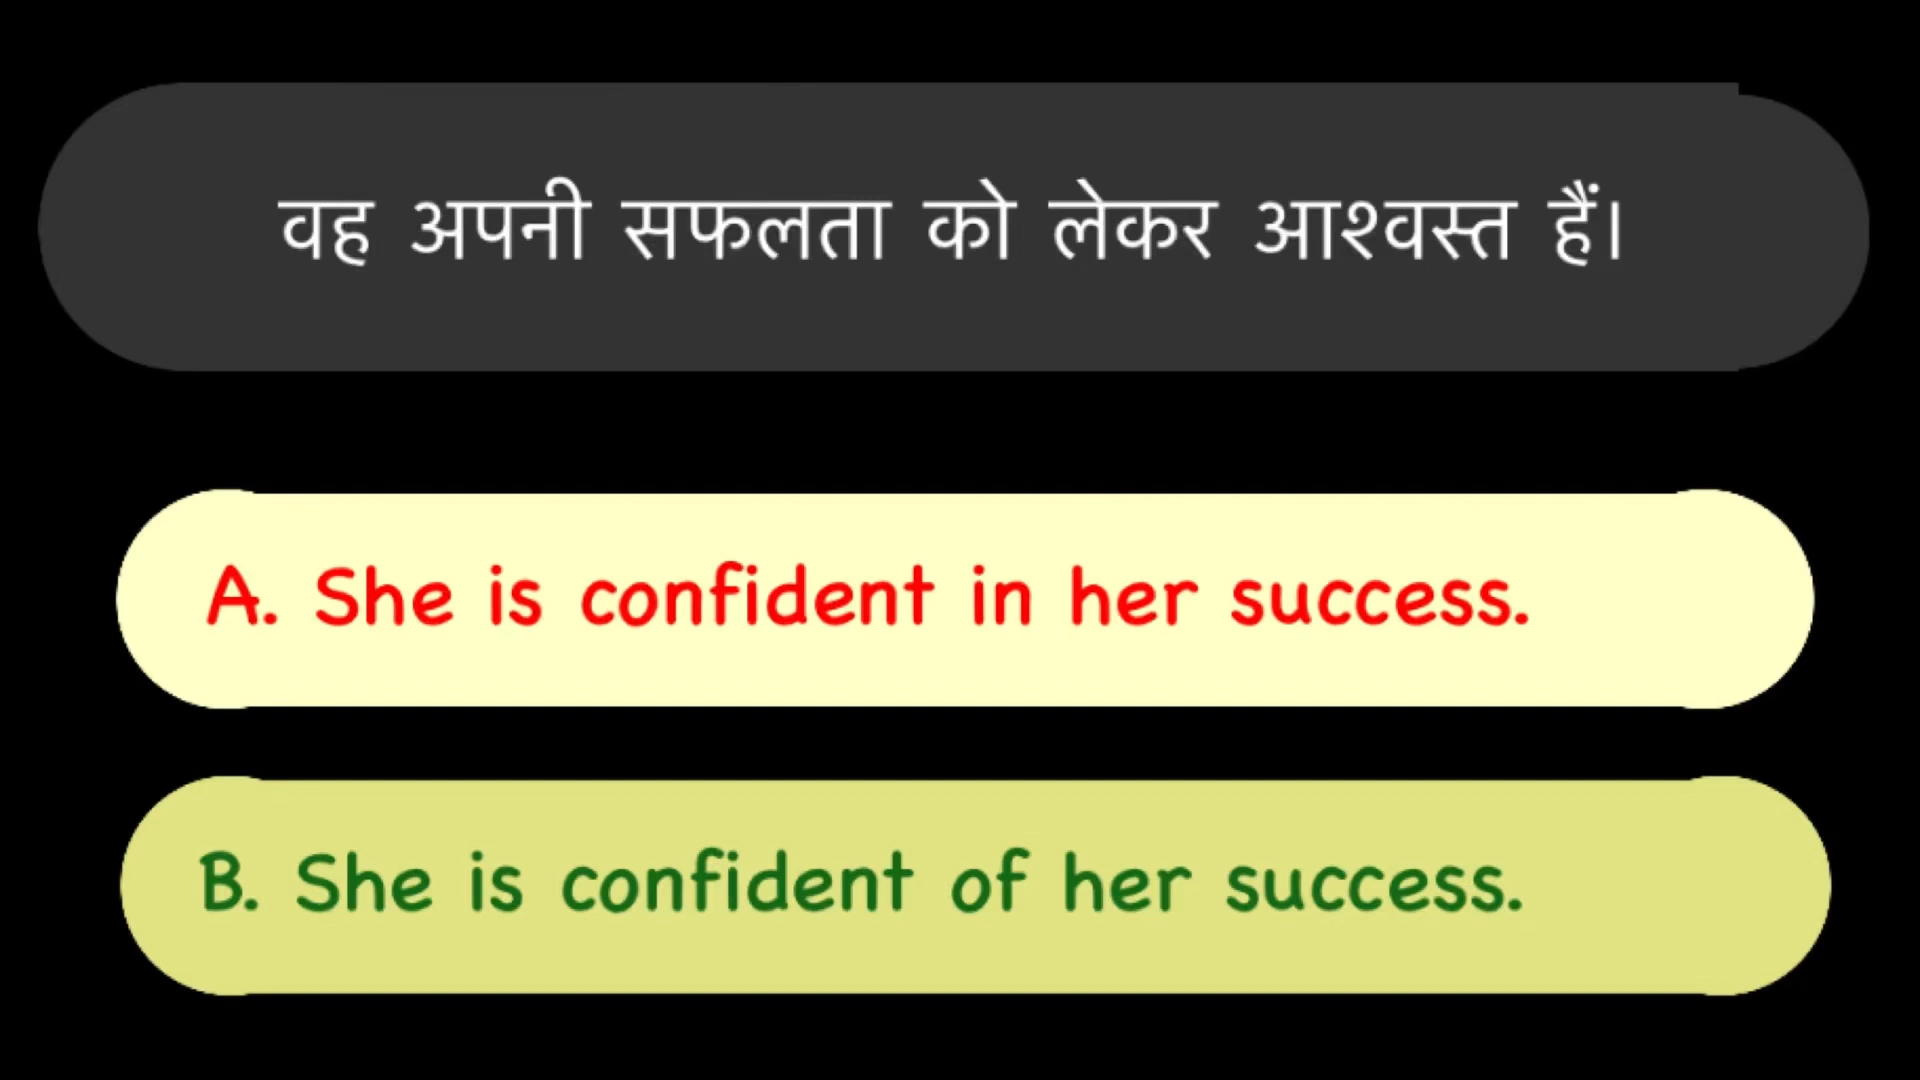 वह अपनी सफलता को लेकर आश्वस्त हैं।
A. She is confident in her success.
B. She is confident of her success.